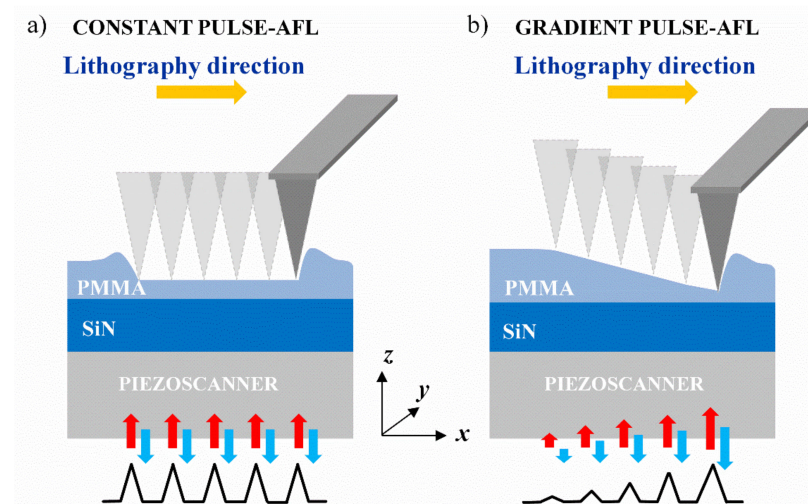 a) CONSTANT PULSE-AFL
Lithography direction
PMMA
SiN
PIEZOSCANNER
z
y
x
b) GRADIENT PULSE-AFL
Lithography direction
PMMA
SiN
PIEZOSCANNER